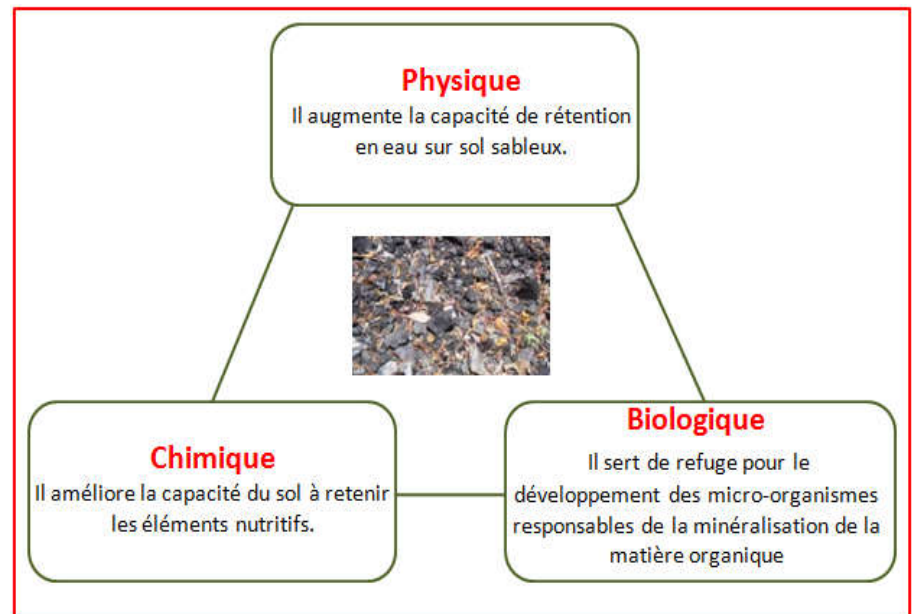 Physique
Il augmente la capacité de rétention
en eau sur sol sableux.
Chimique
Il améliore la capacité du sol à retenir
les éléments nutritifs.
Biologique
Il sert de refuge pour le
développement des micro-organismes
responsables de la minéralisation de la
matière organique